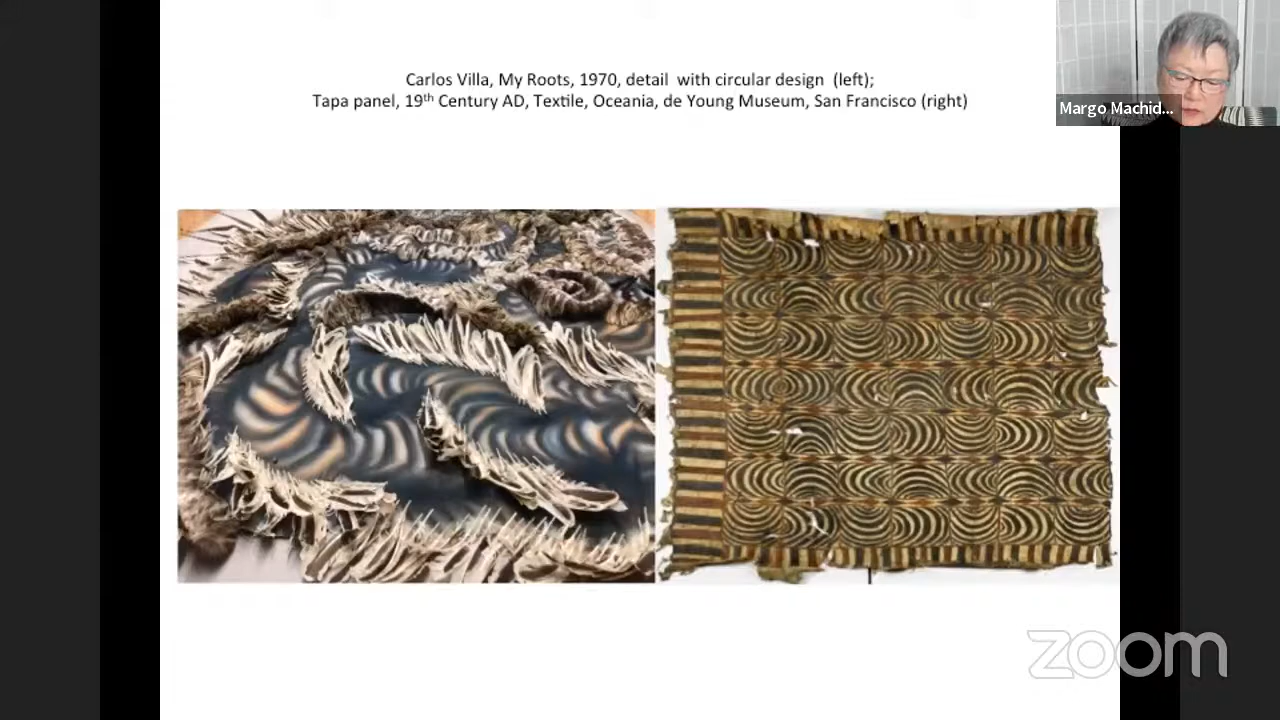 Carlos Villa, My Roots, 1970, detail with circular design (left);
Tapa panel, 19th Century AD, Textile, Oceania, de Young Museum, San Francisco (right)
Margo Machid...
zoom